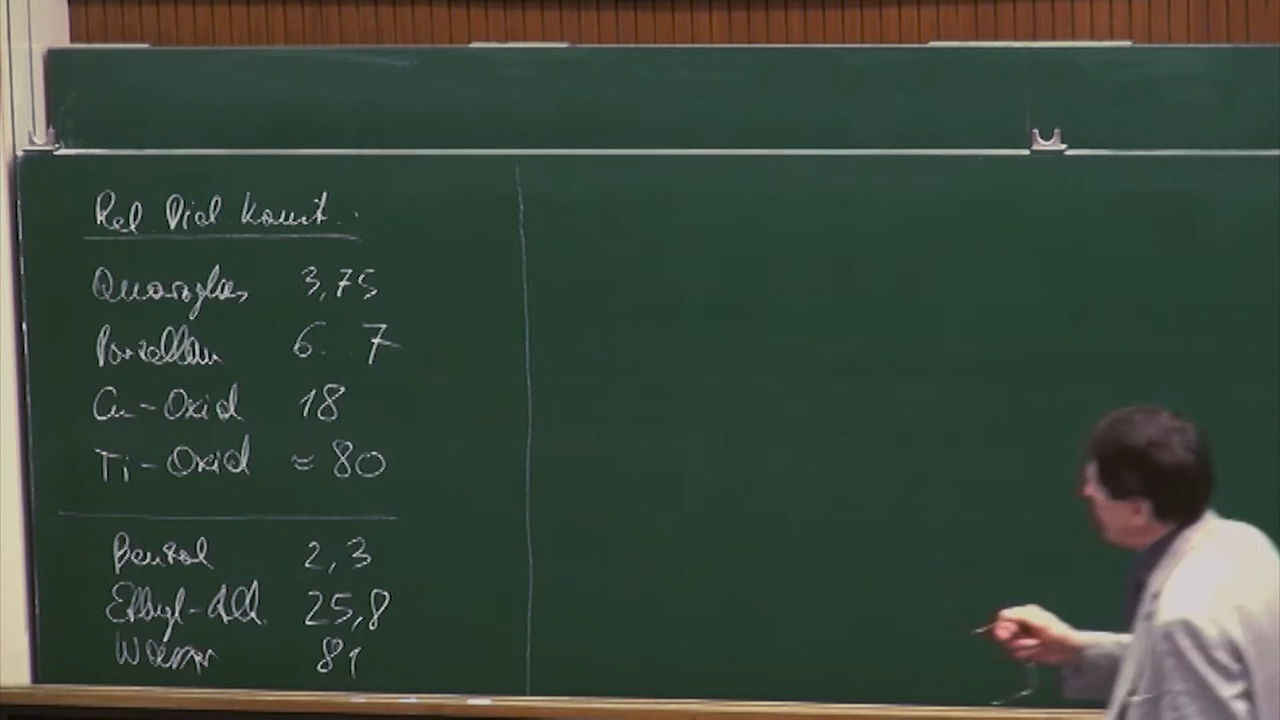 Rel. Diel. Konst.:
Quarzglas 3,75
Porzellan 6..7
Cu-Oxid 18
Ti-Oxid ≈ 80
Benzol 2,3
Ethyl-Alk. 25,8
Wasser 81